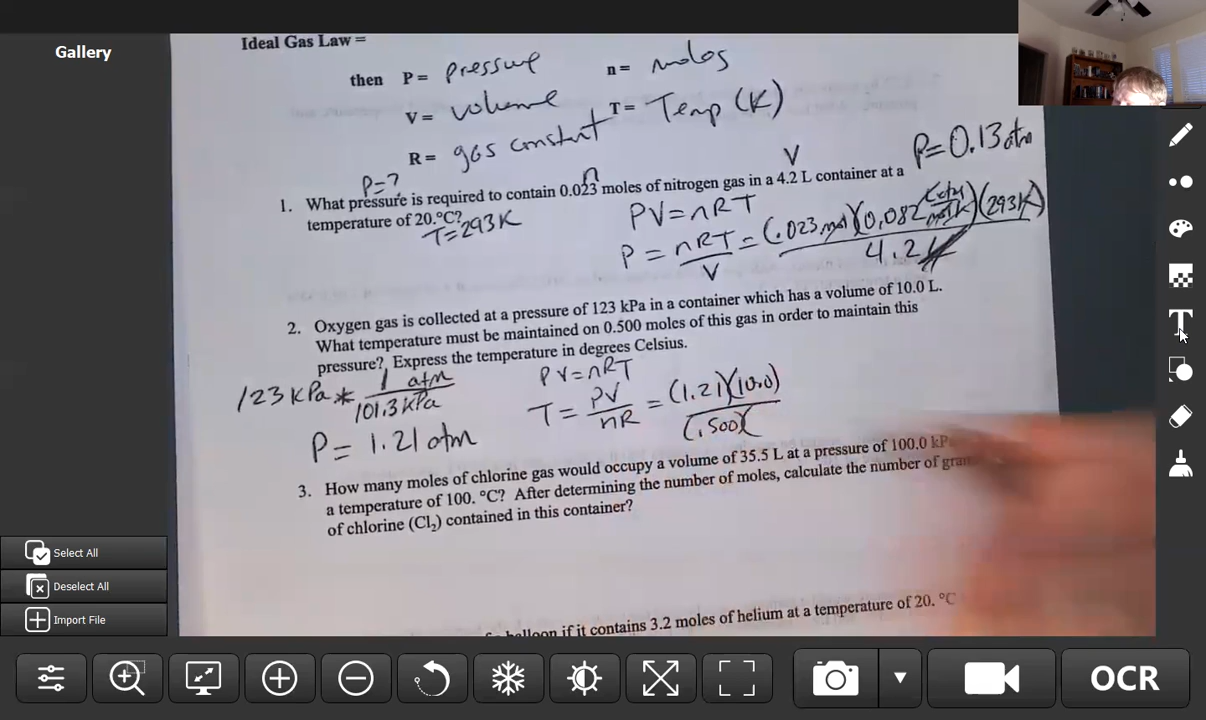 Gallery
Ideal Gas Law =
then P = pressure n = moles
V = volume T = Temp (K)
R = gas constant
P=? n V P=0.13atm
1. What pressure is required to contain 0.023 moles of nitrogen gas in a 4.2 L container at a
temperature of 20.°C?
T=293K
PV=nRT
P = nRT/V = (.023 mol)(0.082 L atm/mol K)(293K)/4.2 L
2. Oxygen gas is collected at a pressure of 123 kPa in a container which has a volume of 10.0 L.
What temperature must be maintained on 0.500 moles of this gas in order to maintain this
pressure? Express the temperature in degrees Celsius.
123 kPa * 1 atm/101.3 kPa
P = 1.21 atm
PV=nRT
T = PV/nR = (1.21)(10.0)/(.500)(
3. How many moles of chlorine gas would occupy a volume of 35.5 L at a pressure of 100.0 kP
a temperature of 100. °C? After determining the number of moles, calculate the number of gram
of chlorine (Cl₂) contained in this container?
balloon if it contains 3.2 moles of helium at a temperature of 20. °C
Select All
Deselect All
Import File
OCR